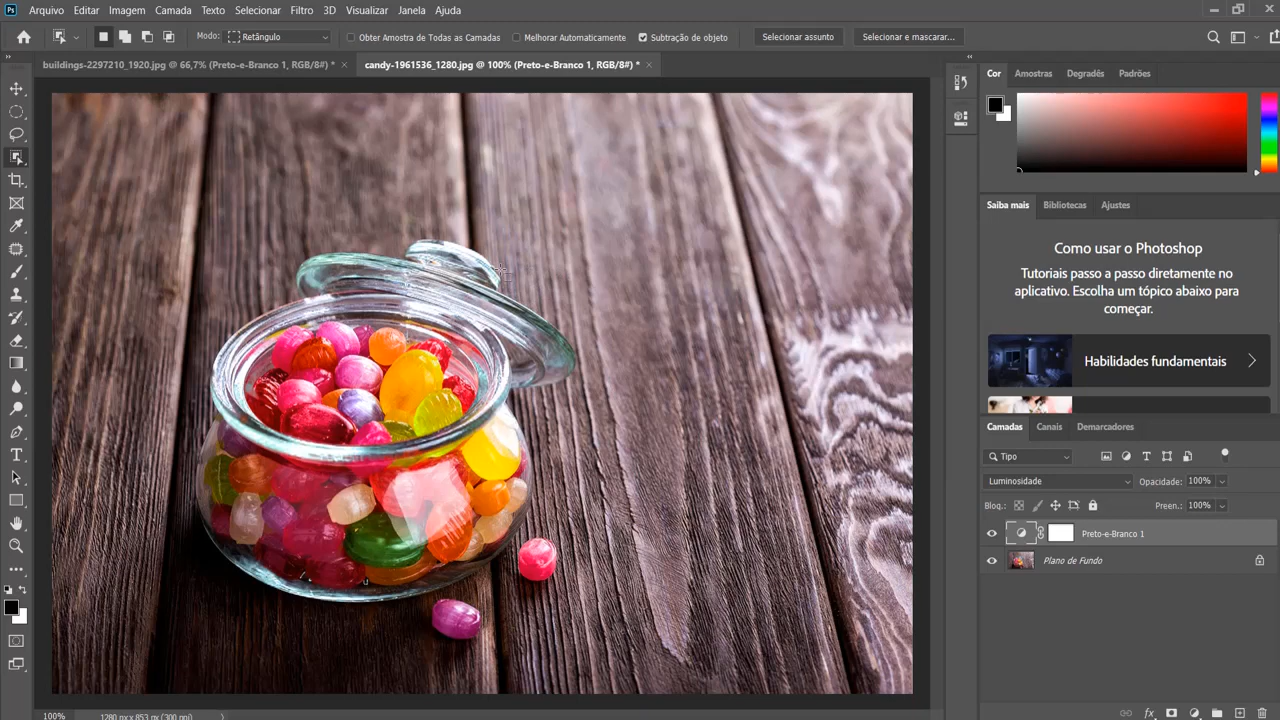 Ps Arquivo Editar Imagem Camada Texto Selecionar Filtro 3D Visualizar Janela Ajuda
Modo: Retângulo Obter Amostra de Todas as Camadas Melhorar Automaticamente Subtração de objeto Selecionar assunto Selecionar e mascarar...
buildings-2297210_1920.jpg @ 66,7% (Preto-e-Branco 1, RGB/8#) * × candy-1961536_1280.jpg @ 100% (Preto-e-Branco 1, RGB/8#) * ×
Cor Amostras Degradês Padrões
Saiba mais Bibliotecas Ajustes
Como usar o Photoshop
Tutoriais passo a passo diretamente no
aplicativo. Escolha um tópico abaixo para
começar.
Habilidades fundamentais
Camadas Canais Demarcadores
Tipo
Luminosidade Opacidade: 100%
Bloq.: Preen.: 100%
Preto-e-Branco 1
Plano de Fundo
100% 1280 px x 853 px (300 ppi)